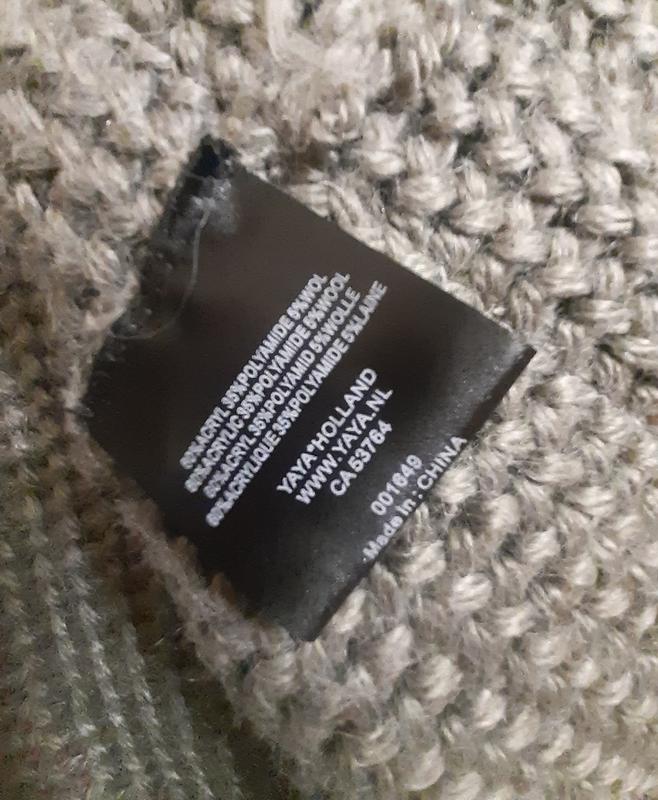 60%ACRYL 35%POLYAMIDE 5%WOL
60%ACRYLIC 35%POLYAMIDE 5%WOOL
60%ACRYL 35%POLYAMID 5%WOLLE
60%ACRYLIQUE 35%POLYAMIDE 5%LAINE
YAYA*HOLLAND
WWW.YAYA.NL
CA53764
001649
Made in: CHINA